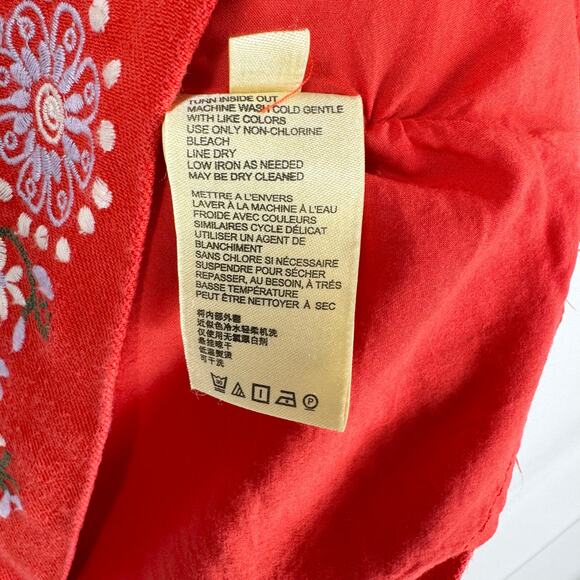 TURN INSIDE OUT
MACHINE WASH COLD GENTLE
WITH LIKE COLORS
USE ONLY NON-CHLORINE
BLEACH
LINE DRY
LOW IRON AS NEEDED
MAY BE DRY CLEANED
METTRE A L'ENVERS
LAVER À LA MACHINE À L'EAU
FROIDE AVEC COULEURS
SIMILAIRES CYCLE DÉLICAT
UTILISER UN AGENT DE
BLANCHIMENT
SANS CHLORE SI NÉCESSAIRE
SUSPENDRE POUR SÉCHER
REPASSER, AU BESOIN, À TRÉS
BASSE TEMPÉRATURE
PEUT ÊTRE NETTOYER À SEC
将内部外翻
近似色冷水轻柔机洗
仅使用无氯漂白剂
悬挂晾干
低温熨烫
可干洗
30
P